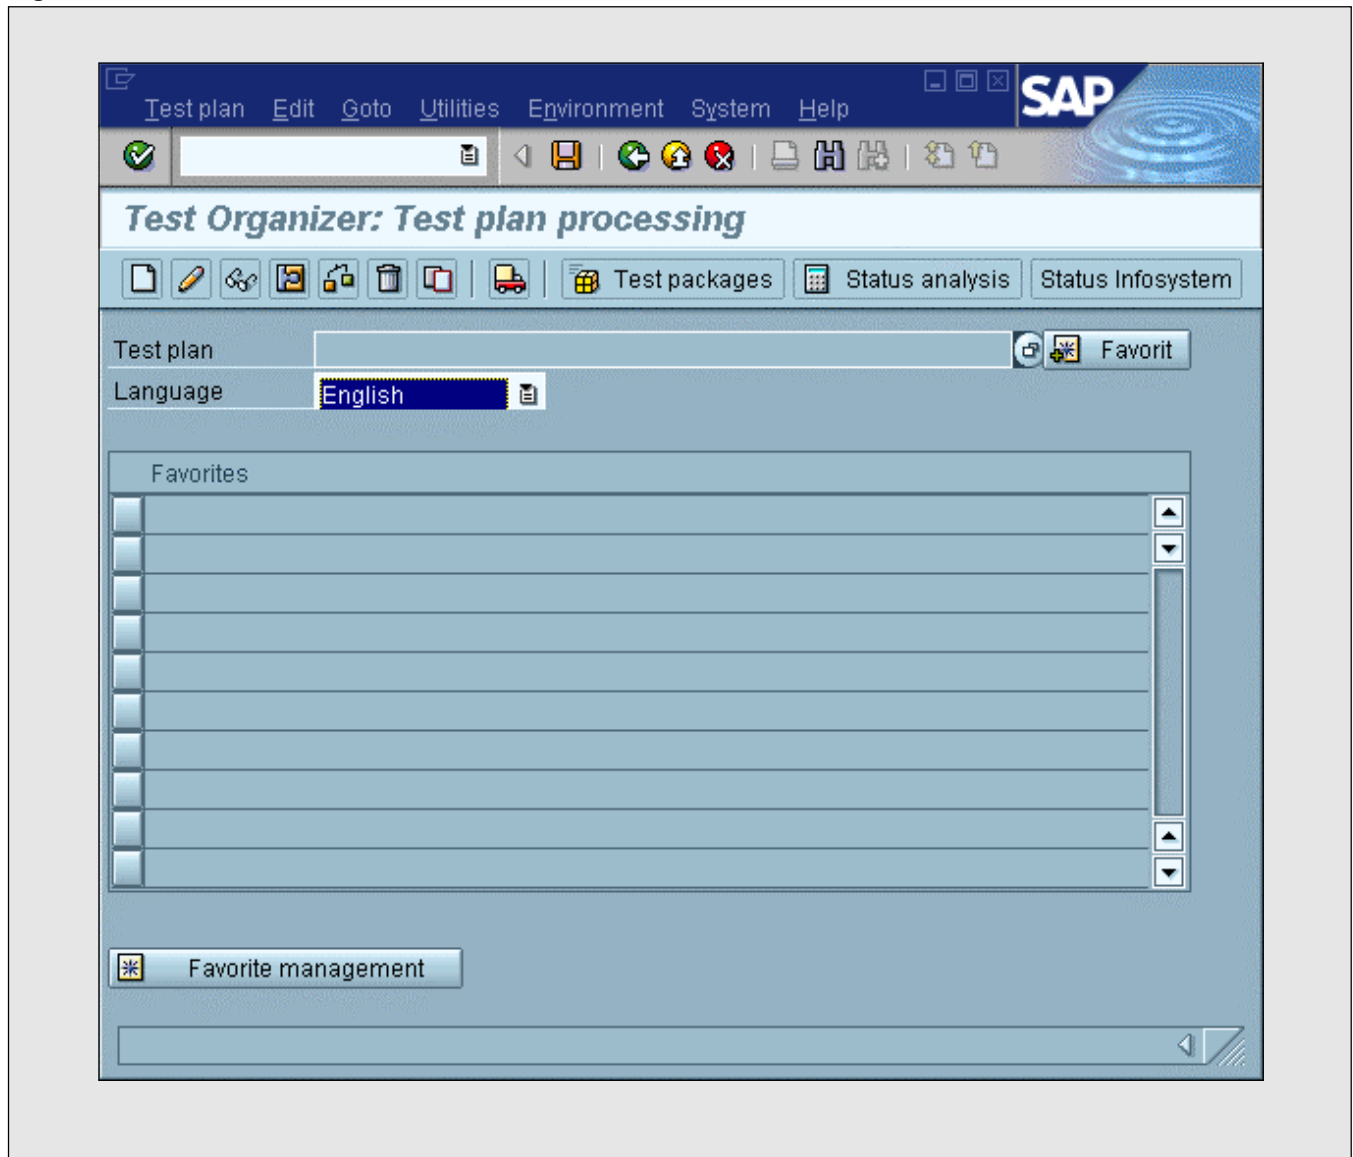 Test plan Edit Goto Utilities Environment System Help
SAP
Test Organizer: Test plan processing
Test packages Status analysis Status Infosystem
Test plan Favorit
Language English
Favorites
Favorite management